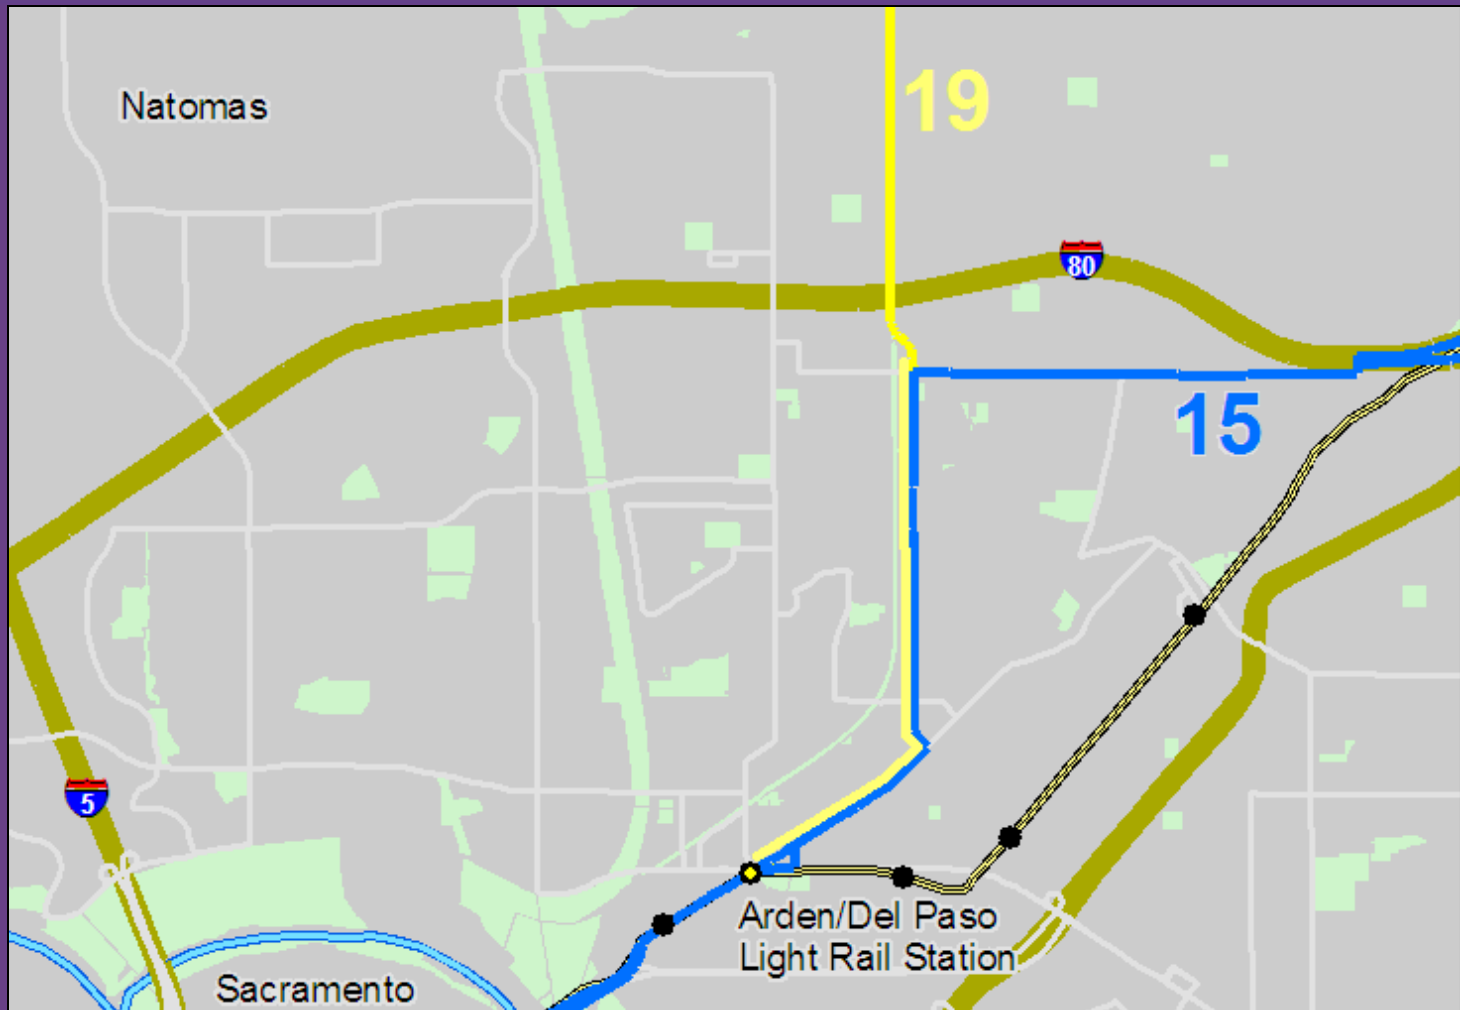 19
Natomas
80
15
5
Arden/Del Paso
Light Rail Station
Sacramento